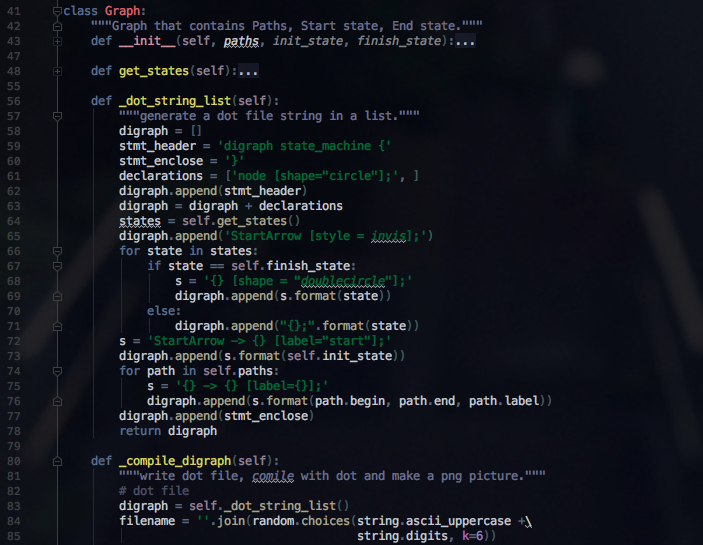 41 class Graph:
42     """Graph that contains Paths, Start state, End state."""
43     def __init__(self, paths, init_state, finish_state):...
47
48     def get_states(self):...
55
56     def _dot_string_list(self):
57         """generate a dot file string in a list."""
58         digraph = []
59         stmt_header = 'digraph state_machine {'
60         stmt_enclose = '}'
61         declarations = ['node [shape="circle"];', ]
62         digraph.append(stmt_header)
63         digraph = digraph + declarations
64         states = self.get_states()
65         digraph.append('StartArrow [style = invis];')
66         for state in states:
67             if state == self.finish_state:
68                 s = '{} [shape = "doublecircle"];'
69                 digraph.append(s.format(state))
70             else:
71                 digraph.append("{};".format(state))
72         s = 'StartArrow -> {} [label="start"];'
73         digraph.append(s.format(self.init_state))
74         for path in self.paths:
75             s = '{} -> {} [label={}];'
76             digraph.append(s.format(path.begin, path.end, path.label))
77         digraph.append(stmt_enclose)
78         return digraph
79
80     def _compile_digraph(self):
81         """write dot file, comile with dot and make a png picture."""
82         # dot file
83         digraph = self._dot_string_list()
84         filename = ''.join(random.choices(string.ascii_uppercase +\
85                                           string.digits, k=6))